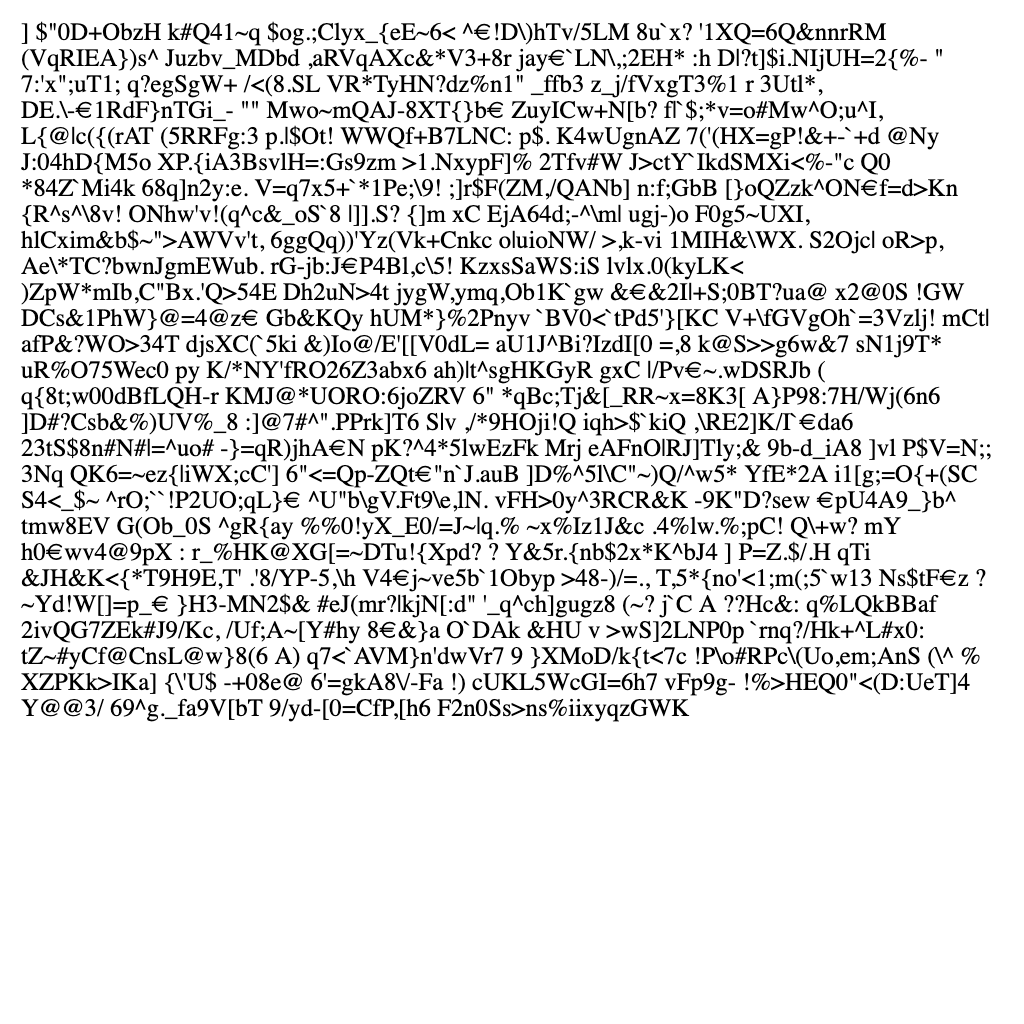 ] $"0D+ObzH k#Q41~q $og.;Clyx_{eE~6< ^€!D\)hTv/5LM 8u`x? '1XQ=6Q&nnrRM
(VqRIEA})s^ Juzbv_MDbd ,aRVqAXc&*V3+8r jay€`LN\,;2EH* :h D|?t]$i.NIjUH=2{%- "
7:'x";uT1; q?egSgW+ /<(8.SL VR*TyHN?dz%n1" _ffb3 z_j/fVxgT3%1 r 3Utl*,
DE.\-€1RdF}nTGi_- "" Mwo~mQAJ-8XT{}b€ ZuyICw+N[b? fl`$;*v=o#Mw^O;u^I,
L{@|c({(rAT (5RRFg:3 p.|$Ot! WWQf+B7LNC: p$. K4wUgnAZ 7('(HX=gP!&+-`+d @Ny
J:04hD{M5o XP.{iA3BsvlH=:Gs9zm >1.NxypF]% 2Tfv#W J>ctY`IkdSMXi<%-"c Q0
*84Z`Mi4k 68q]n2y:e. V=q7x5+`*1Pe;\9! ;]r$F(ZM,/QANb] n:f;GbB [}oQZzk^ON€f=d>Kn
{R^s^\8v! ONhw'v!(q^c&_oS`8 |]].S? {]m xC EjA64d;-^\m| ugj-)o F0g5~UXI,
hlCxim&b$~">AWVv't, 6ggQq))'Yz(Vk+Cnkc o|uioNW/ >,k-vi 1MIH&\WX. S2Ojc| oR>p,
Ae\*TC?bwnJgmEWub. rG-jb:J€P4Bl,c\5! KzxsSaWS:iS lvlx.0(kyLK<
)ZpW*mIb,C"Bx.'Q>54E Dh2uN>4t jygW,ymq,Ob1K`gw &€&2I|+S;0BT?ua@ x2@0S !GW
DCs&1PhW}@=4@z€ Gb&KQy hUM*}%2Pnyv `BV0<`tPd5'}[KC V+\fGVgOh`=3Vzlj! mCt|
afP&?WO>34T djsXC(`5ki &)Io@/E'[[V0dL= aU1J^Bi?IzdI[0 =,8 k@S>>g6w&7 sN1j9T*
uR%O75Wec0 py K/*NY'fRO26Z3abx6 ah)|t^sgHKGyR gxC |/Pv€~.wDSRJb (
q{8t;w00dBfLQH-r KMJ@*UORO:6joZRV 6" *qBc;Tj&[_RR~x=8K3[ A}P98:7H/Wj(6n6
]D#?Csb&%)UV%_8 :]@7#^".PPrk]T6 S|v ,/*9HOji!Q iqh>$`kiQ ,\RE2]K/I`€da6
23tS$8n#N#|=^uo# -}=qR)jhA€N pK?^4*5lwEzFk Mrj eAFnO|RJ]Tly;& 9b-d_iA8 ]vl P$V=N;;
3Nq QK6=~ez{|iWX;cC'] 6"<=Qp-ZQt€"n`J.auB ]D%^5l\C"~)Q/^w5* YfE*2A i1[g;=O{+(SC
S4<_$~ ^rO;``!P2UO;qL}€ ^U"b\gV.Ft9\e,lN. vFH>0y^3RCR&K -9K"D?sew €pU4A9_}b^
tmw8EV G(Ob_0S ^gR{ay %%0!yX_E0/=J~|q.% ~x%Iz1J&c .4%lw.%;pC! Q\+w? mY
h0€wv4@9pX : r_%HK@XG[=~DTu!{Xpd? ? Y&5r.{nb$2x*K^bJ4 ] P=Z.$/.H qTi
&JH&K<{*T9H9E,T' .'8/YP-5,\h V4€j~ve5b`1Obyp >48-)/=., T,5*{no'<1;m(;5`w13 Ns$tF€z ?
~Yd!W[]=p_€ }H3-MN2$& #eJ(mr?lkjN[:d" '_q^ch]gugz8 (~? j`C A ??Hc&: q%LQkBBaf
2ivQG7ZEk#J9/Kc, /Uf;A~[Y#hy 8€&}a O`DAk &HU v >wS]2LNP0p `rnq?/Hk+^L#x0:
tZ~#yCf@CnsL@w}8(6 A) q7<`AVM}n'dwVr7 9 }XMoD/k{t<7c !P\o#RPc\(Uo,em;AnS (\^ %
XZPKk>IKa] {\'U$ -+08e@ 6'=gkA8\/-Fa !) cUKL5WcGI=6h7 vFp9g- !%>HEQ0"<(D:UeT]4
Y@@3/ 69^g._fa9V[bT 9/yd-[0=CfP,[h6 F2n0Ss>ns%iixyqzGWK